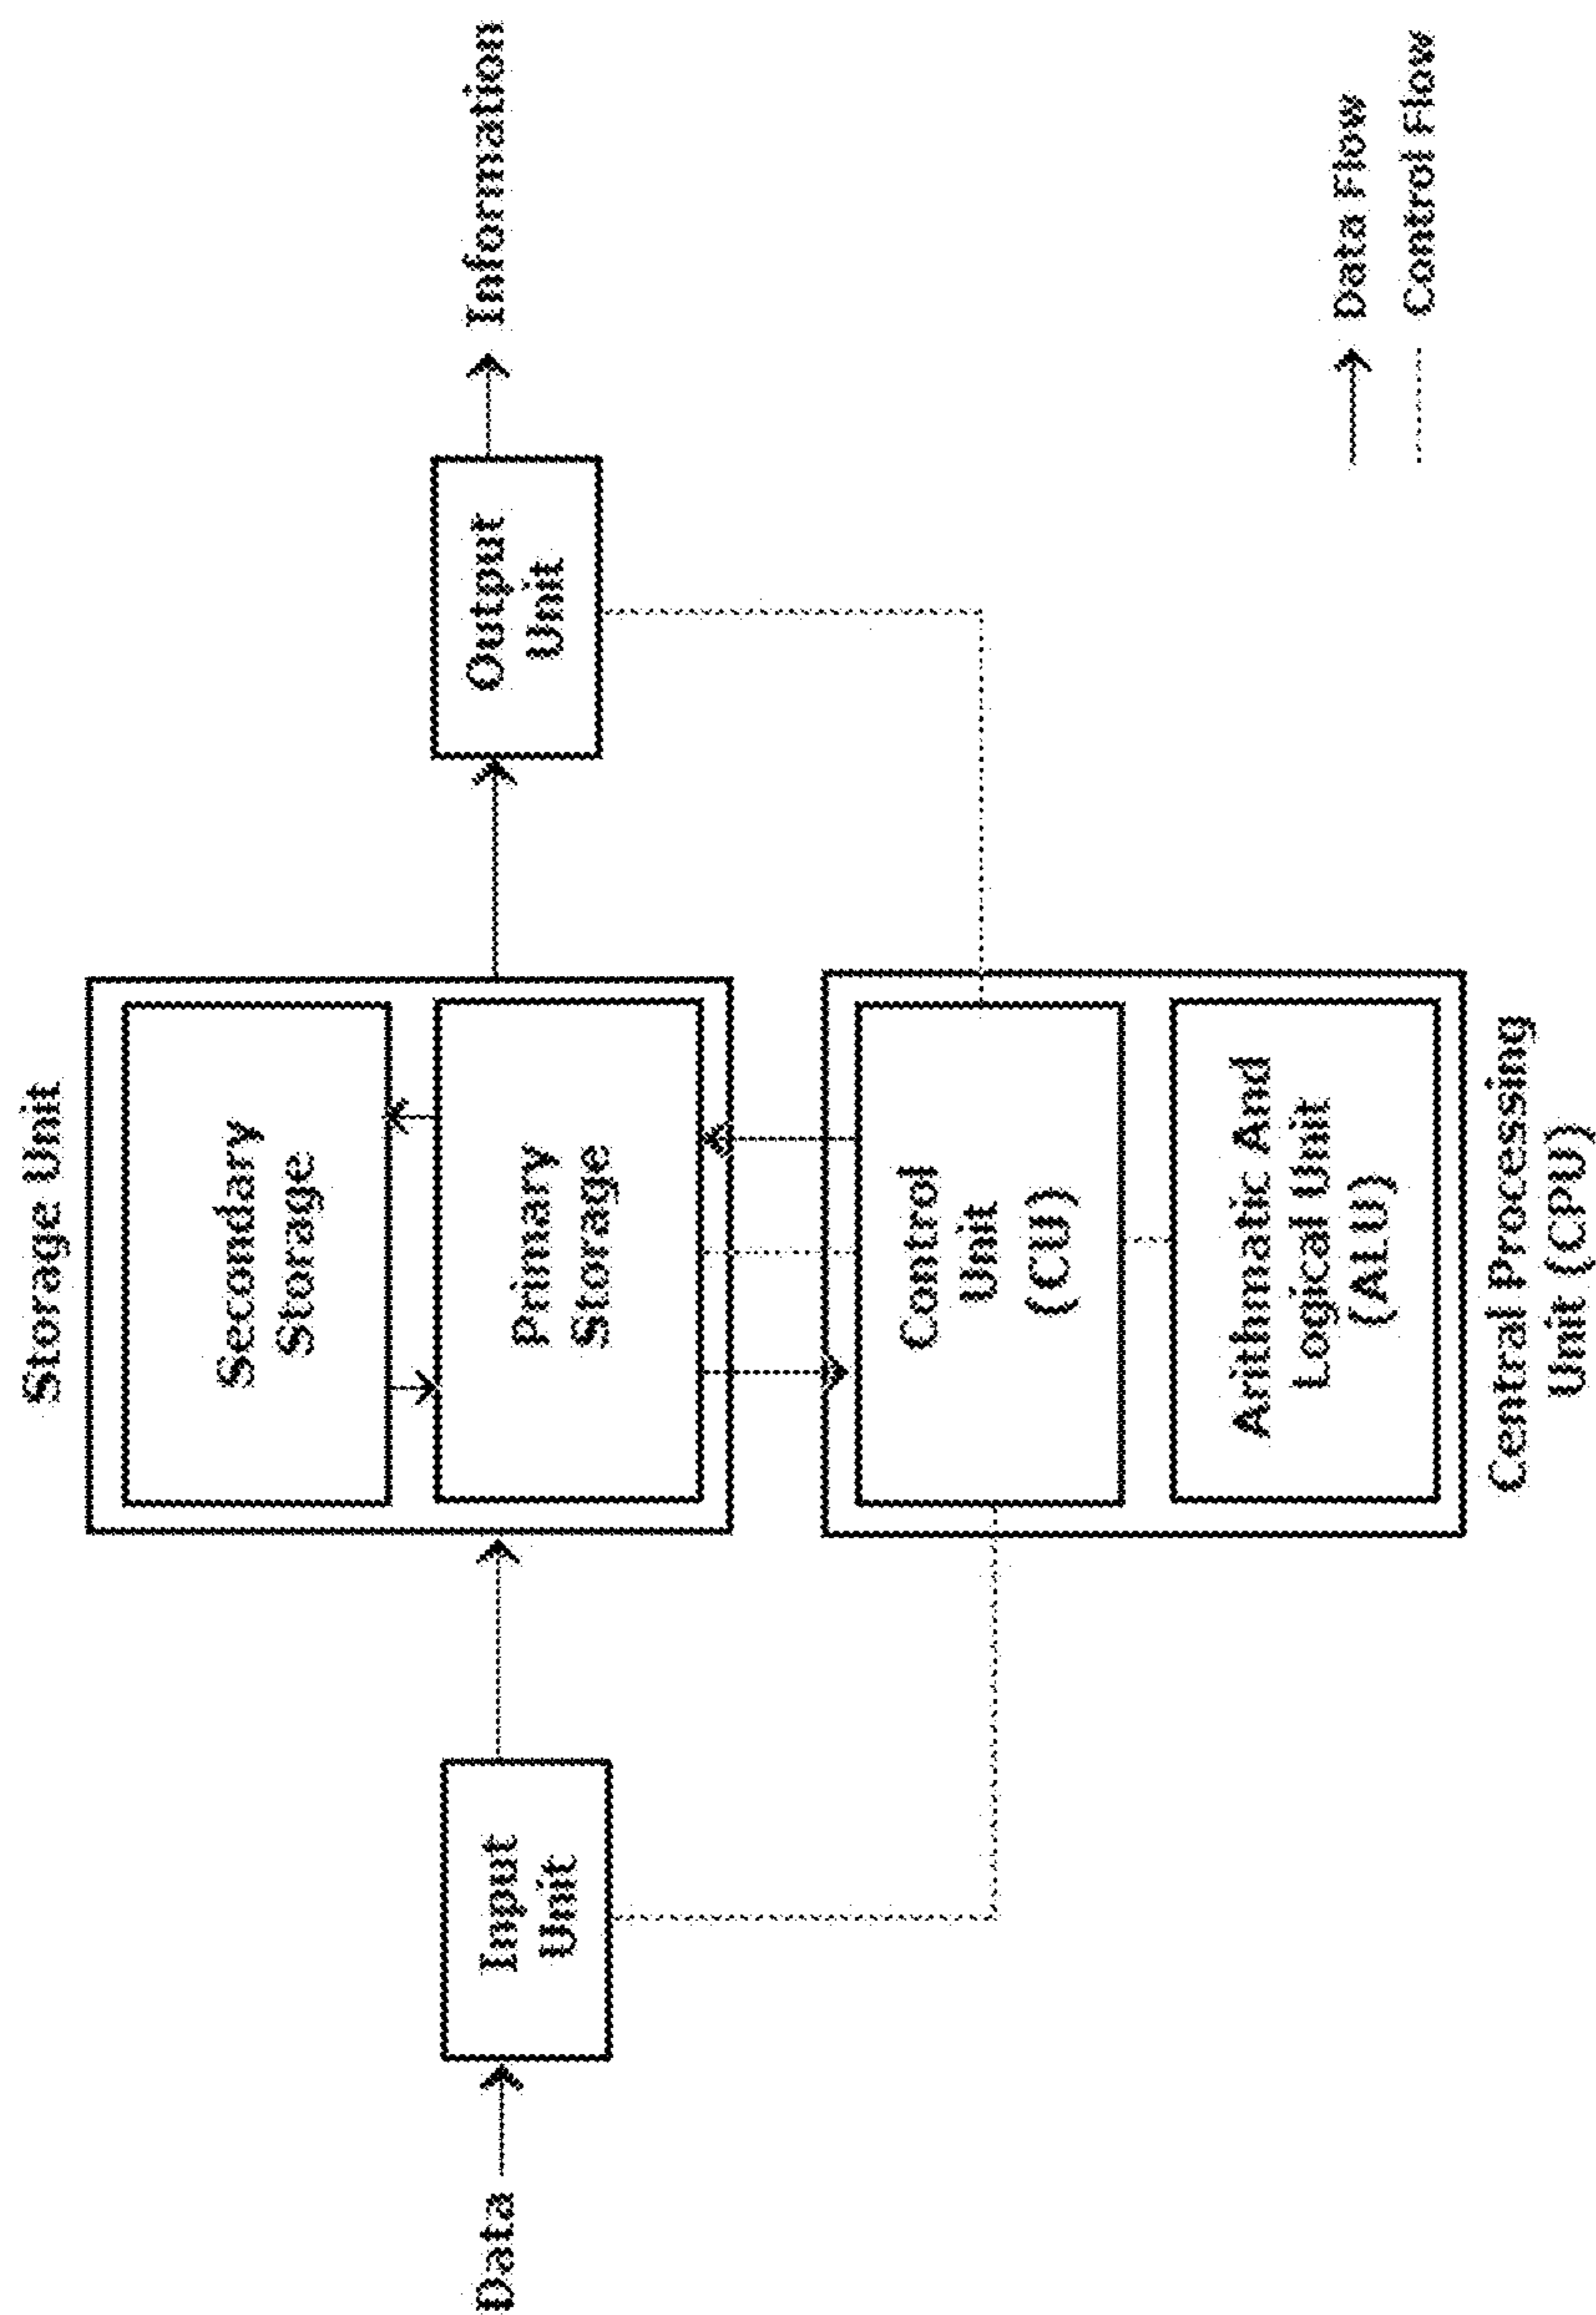 Storage Unit
Secondary
Storage
Primary
Storage
Data
Input
Unit
Output
Unit
Information
Control
Unit
(CU)
Arithmatic And
Logical Unit
(ALU)
Central Processing
Unit (CPU)
Data Flow
Control Flow